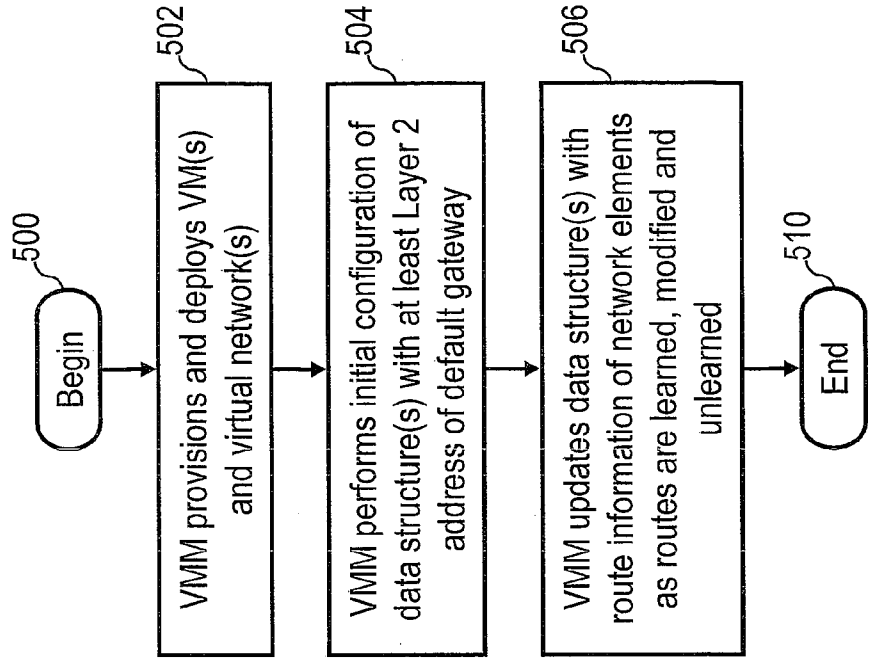 500
Begin
502
VMM provisions and deploys VM(s)
and virtual network(s)
504
VMM performs initial configuration of
data structure(s) with at least Layer 2
address of default gateway
506
VMM updates data structure(s) with
route information of network elements
as routes are learned, modified and
unlearned
510
End